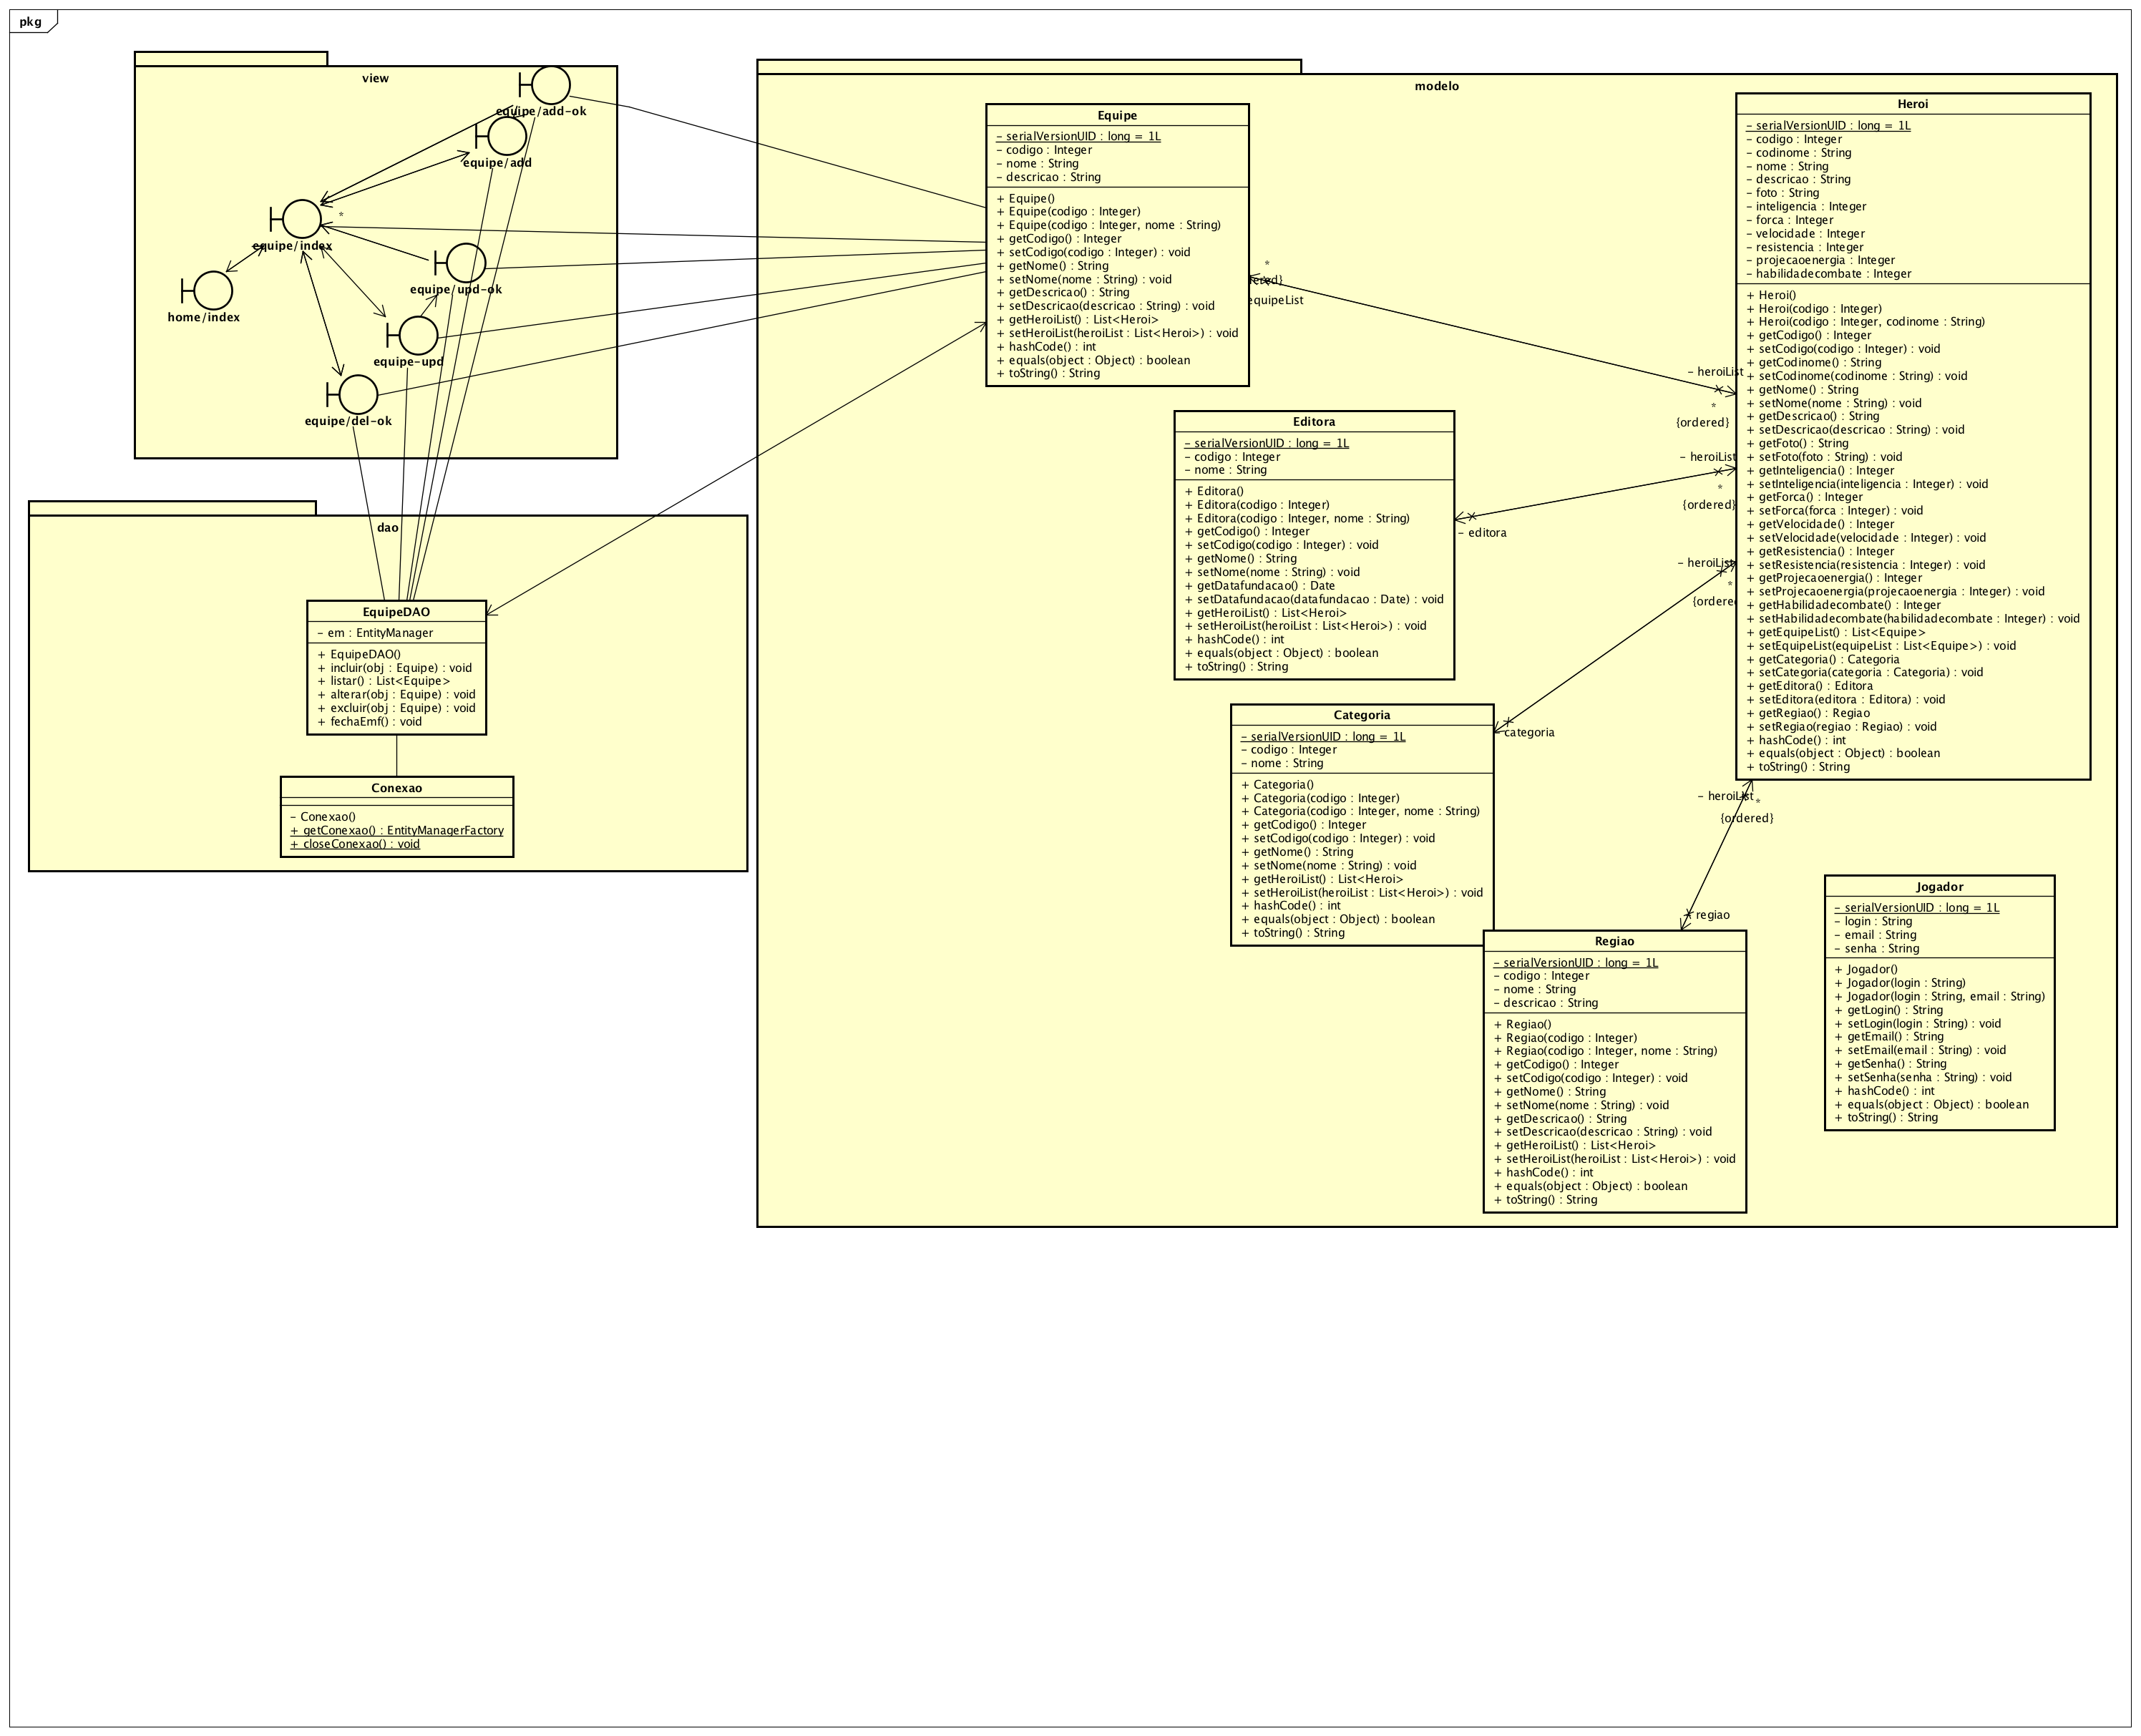 pkg
view
equipe/add-ok
equipe/add
*
equipe/index
equipe/upd-ok
home/index
equipe-upd
equipe/del-ok
dao
EquipeDAO
– em : EntityManager
+ EquipeDAO()
+ incluir(obj : Equipe) : void
+ listar() : List<Equipe>
+ alterar(obj : Equipe) : void
+ excluir(obj : Equipe) : void
+ fechaEmf() : void
Conexao
– Conexao()
+ getConexao() : EntityManagerFactory
+ closeConexao() : void
modelo
Equipe
– serialVersionUID : long = 1L
– codigo : Integer
– nome : String
– descricao : String
+ Equipe()
+ Equipe(codigo : Integer)
+ Equipe(codigo : Integer, nome : String)
+ getCodigo() : Integer
+ setCodigo(codigo : Integer) : void
+ getNome() : String
+ setNome(nome : String) : void
+ getDescricao() : String
+ setDescricao(descricao : String) : void
+ getHeroiList() : List<Heroi>
+ setHeroiList(heroiList : List<Heroi>) : void
+ hashCode() : int
+ equals(object : Object) : boolean
+ toString() : String
*
ered}
equipeList
– heroiList
*
{ordered}
Editora
– serialVersionUID : long = 1L
– codigo : Integer
– nome : String
+ Editora()
+ Editora(codigo : Integer)
+ Editora(codigo : Integer, nome : String)
+ getCodigo() : Integer
+ setCodigo(codigo : Integer) : void
+ getNome() : String
+ setNome(nome : String) : void
+ getDatafundacao() : Date
+ setDatafundacao(datafundacao : Date) : void
+ getHeroiList() : List<Heroi>
+ setHeroiList(heroiList : List<Heroi>) : void
+ hashCode() : int
+ equals(object : Object) : boolean
+ toString() : String
– heroiList
*
{ordered}
– editora
– heroiList
*
{ordere
categoria
Categoria
– serialVersionUID : long = 1L
– codigo : Integer
– nome : String
+ Categoria()
+ Categoria(codigo : Integer)
+ Categoria(codigo : Integer, nome : String)
+ getCodigo() : Integer
+ setCodigo(codigo : Integer) : void
+ getNome() : String
+ setNome(nome : String) : void
+ getHeroiList() : List<Heroi>
+ setHeroiList(heroiList : List<Heroi>) : void
+ hashCode() : int
+ equals(object : Object) : boolean
+ toString() : String
Heroi
– serialVersionUID : long = 1L
– codigo : Integer
– codinome : String
– nome : String
– descricao : String
– foto : String
– inteligencia : Integer
– forca : Integer
– velocidade : Integer
– resistencia : Integer
– projecaoenergia : Integer
– habilidadecombate : Integer
+ Heroi()
+ Heroi(codigo : Integer)
+ Heroi(codigo : Integer, codinome : String)
+ getCodigo() : Integer
+ setCodigo(codigo : Integer) : void
+ getCodinome() : String
+ setCodinome(codinome : String) : void
+ getNome() : String
+ setNome(nome : String) : void
+ getDescricao() : String
+ setDescricao(descricao : String) : void
+ getFoto() : String
+ setFoto(foto : String) : void
+ getInteligencia() : Integer
+ setInteligencia(inteligencia : Integer) : void
+ getForca() : Integer
+ setForca(forca : Integer) : void
+ getVelocidade() : Integer
+ setVelocidade(velocidade : Integer) : void
+ getResistencia() : Integer
+ setResistencia(resistencia : Integer) : void
+ getProjecaoenergia() : Integer
+ setProjecaoenergia(projecaoenergia : Integer) : void
+ getHabilidadecombate() : Integer
+ setHabilidadecombate(habilidadecombate : Integer) : void
+ getEquipeList() : List<Equipe>
+ setEquipeList(equipeList : List<Equipe>) : void
+ getCategoria() : Categoria
+ setCategoria(categoria : Categoria) : void
+ getEditora() : Editora
+ setEditora(editora : Editora) : void
+ getRegiao() : Regiao
+ setRegiao(regiao : Regiao) : void
+ hashCode() : int
+ equals(object : Object) : boolean
+ toString() : String
– heroiList
*
{ordered}
regiao
Regiao
– serialVersionUID : long = 1L
– codigo : Integer
– nome : String
– descricao : String
+ Regiao()
+ Regiao(codigo : Integer)
+ Regiao(codigo : Integer, nome : String)
+ getCodigo() : Integer
+ setCodigo(codigo : Integer) : void
+ getNome() : String
+ setNome(nome : String) : void
+ getDescricao() : String
+ setDescricao(descricao : String) : void
+ getHeroiList() : List<Heroi>
+ setHeroiList(heroiList : List<Heroi>) : void
+ hashCode() : int
+ equals(object : Object) : boolean
+ toString() : String
Jogador
– serialVersionUID : long = 1L
– login : String
– email : String
– senha : String
+ Jogador()
+ Jogador(login : String)
+ Jogador(login : String, email : String)
+ getLogin() : String
+ setLogin(login : String) : void
+ getEmail() : String
+ setEmail(email : String) : void
+ getSenha() : String
+ setSenha(senha : String) : void
+ hashCode() : int
+ equals(object : Object) : boolean
+ toString() : String